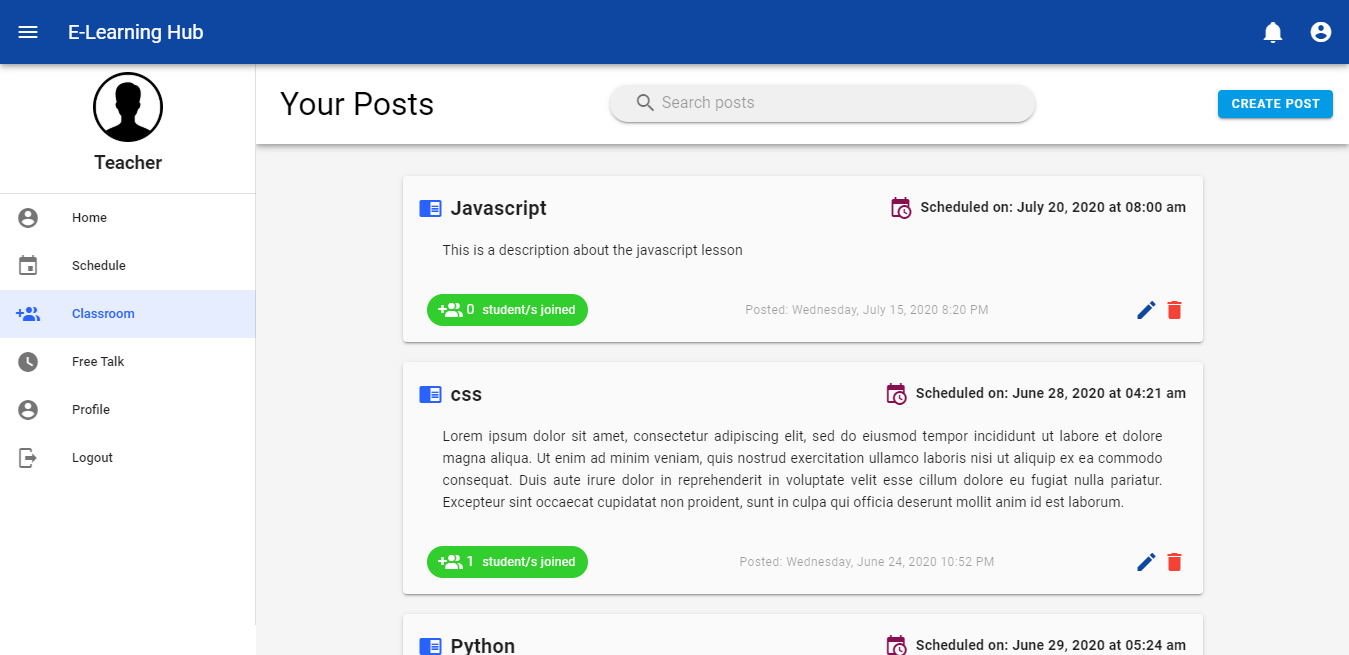 E-Learning Hub
Teacher
Home
Schedule
Classroom
Free Talk
Profile
Logout
Your Posts
Search posts
CREATE POST
Javascript
Scheduled on: July 20, 2020 at 08:00 am
This is a description about the javascript lesson
0 student/s joined
Posted: Wednesday, July 15, 2020 8:20 PM
css
Scheduled on: June 28, 2020 at 04:21 am
Lorem ipsum dolor sit amet, consectetur adipiscing elit, sed do eiusmod tempor incididunt ut labore et dolore
magna aliqua. Ut enim ad minim veniam, quis nostrud exercitation ullamco laboris nisi ut aliquip ex ea commodo
consequat. Duis aute irure dolor in reprehenderit in voluptate velit esse cillum dolore eu fugiat nulla pariatur.
Excepteur sint occaecat cupidatat non proident, sunt in culpa qui officia deserunt mollit anim id est laborum.
1 student/s joined
Posted: Wednesday, June 24, 2020 10:52 PM
Python
Scheduled on: June 29, 2020 at 05:24 am